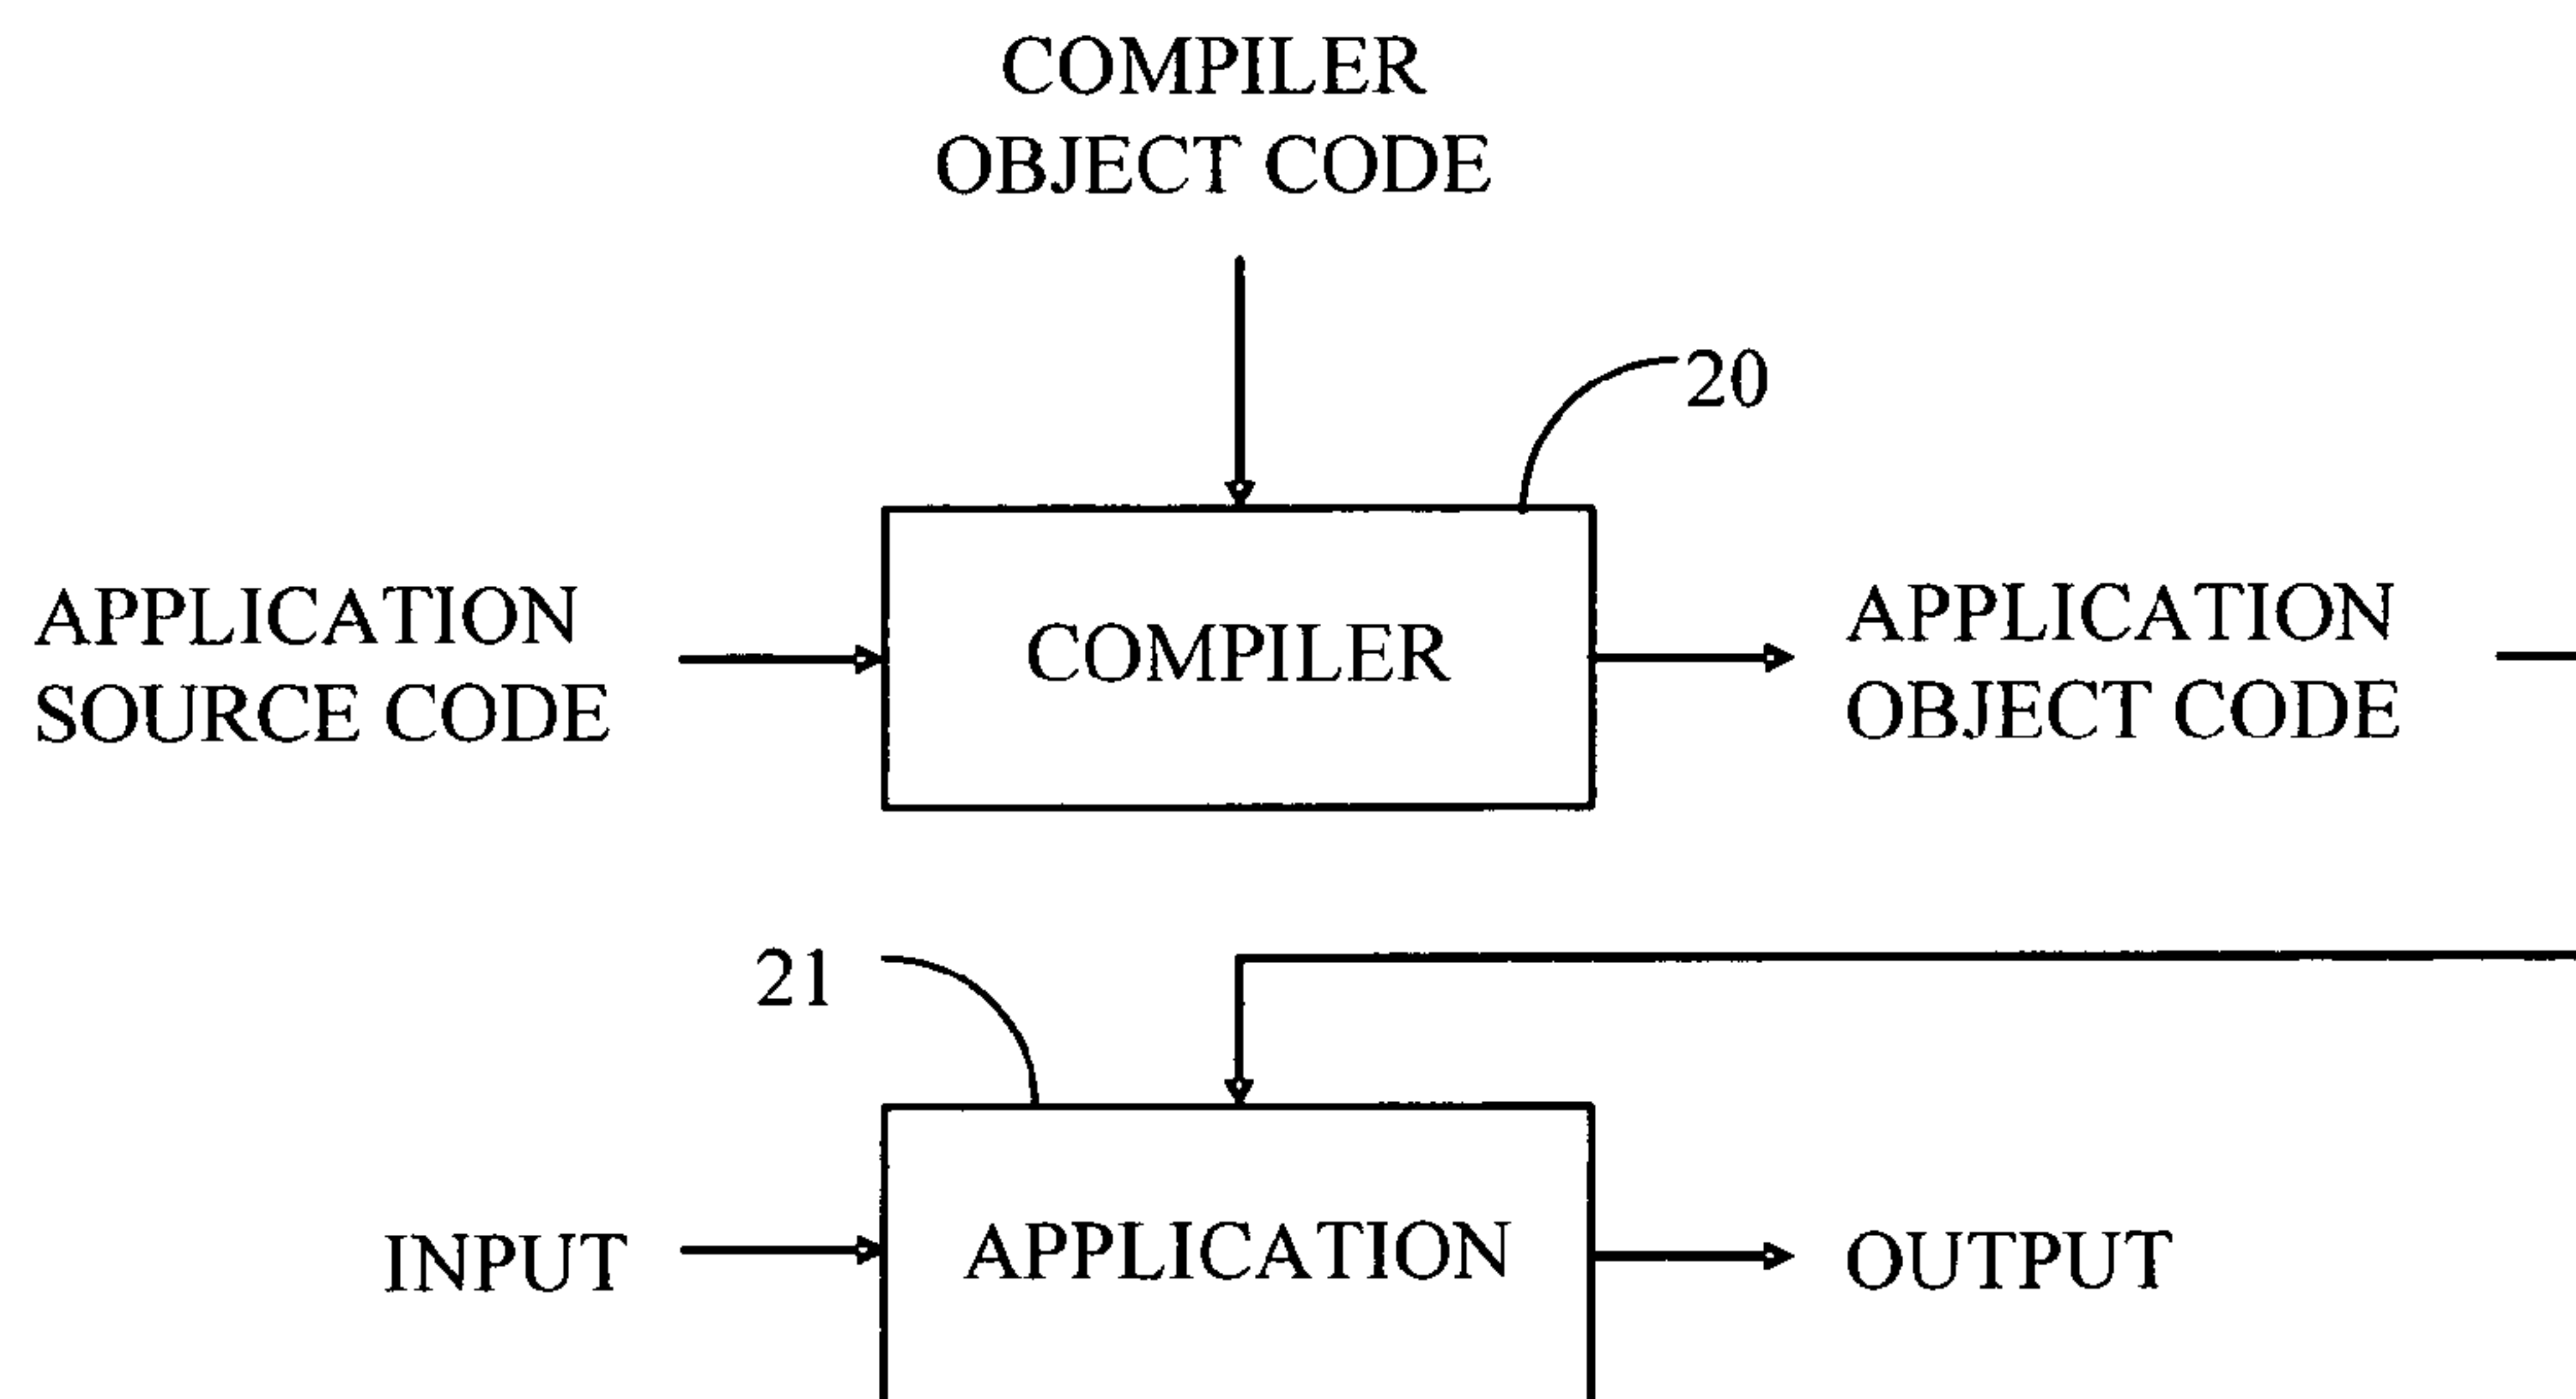 COMPILER
OBJECT CODE
20
APPLICATION
SOURCE CODE
COMPILER
APPLICATION
OBJECT CODE
21
INPUT
APPLICATION
OUTPUT